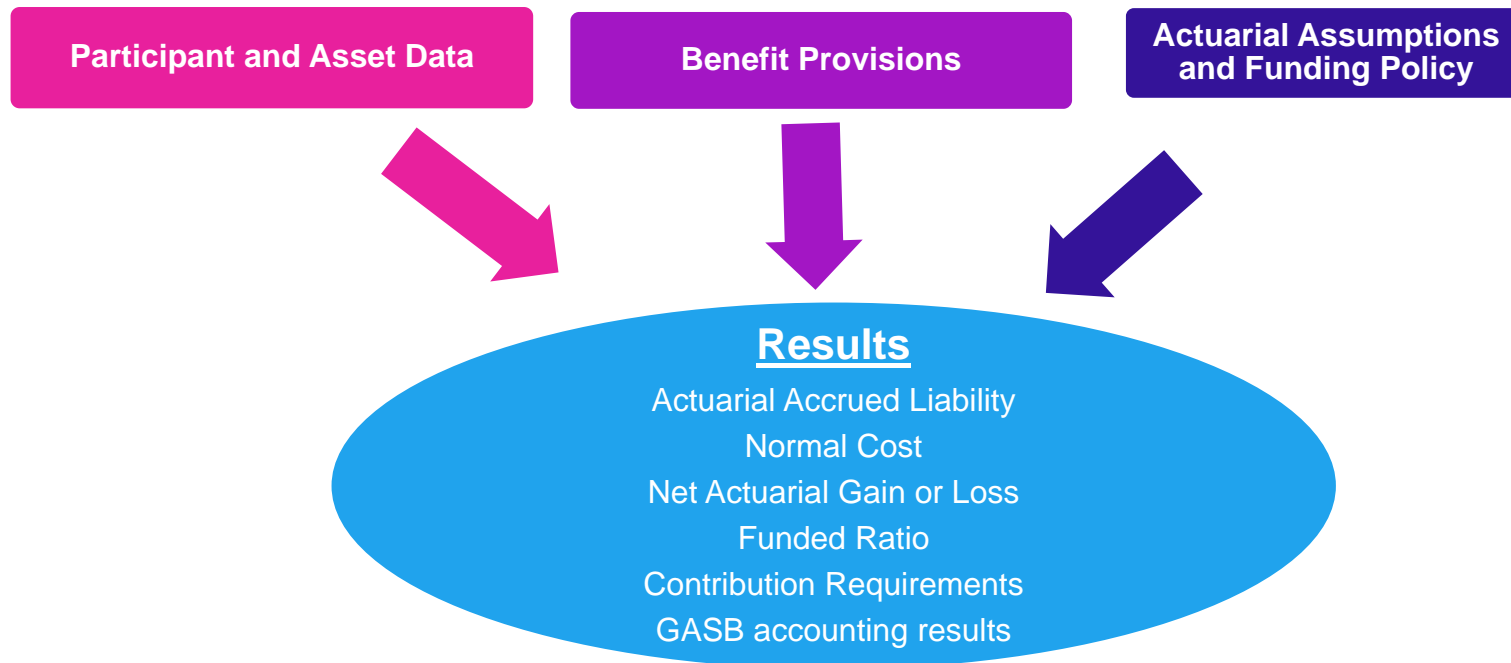 Participant and Asset Data
Benefit Provisions
Actuarial Assumptions
and Funding Policy
Results
Actuarial Accrued Liability
Normal Cost
Net Actuarial Gain or Loss
Funded Ratio
Contribution Requirements
GASB accounting results